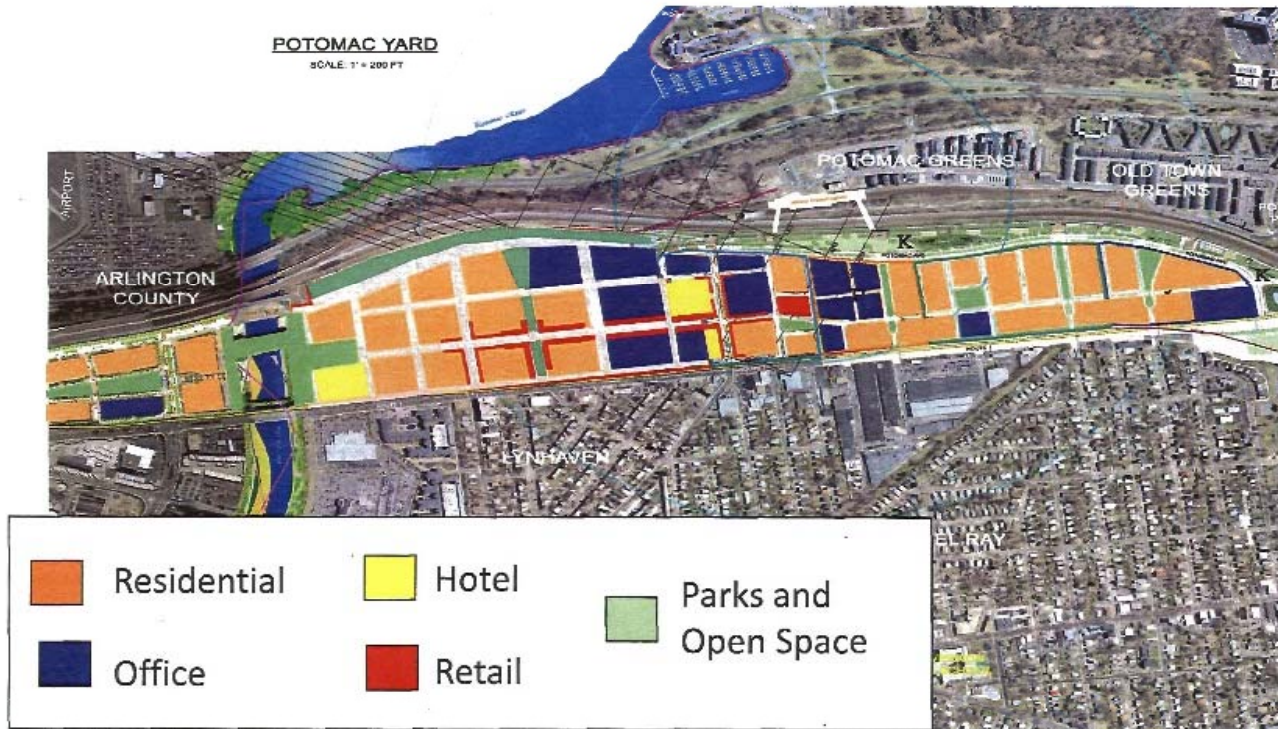 POTOMAC YARD
SCALE: 1" = 200 FT
AIRPORT
POTOMAC GREENS
OLD TOWN
GREENS
K
ARLINGTON
COUNTY
K
LYNHAVEN
EL RAY
Residential
Hotel
Parks and
Open Space
Office
Retail